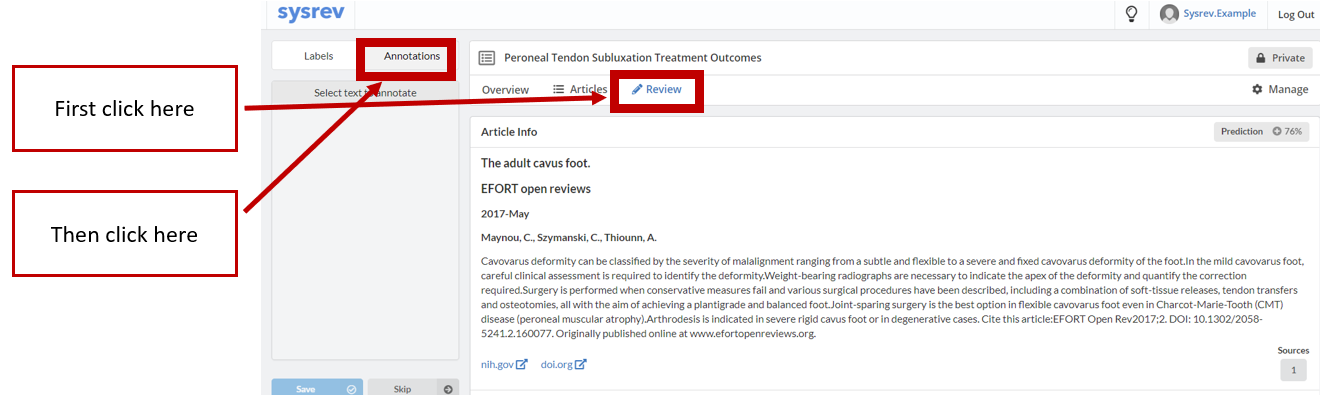 sysrev
Sysrev.Example
Log Out
First click here
Then click here
Labels
Annotations
Select text to annotate
Save
Skip
Peroneal Tendon Subluxation Treatment Outcomes
Private
Overview
Articles
Review
Manage
Article Info
Prediction 76%
The adult cavus foot.
EFORT open reviews
2017-May
Maynou, C., Szymanski, C., Thiounn, A.
Cavovarus deformity can be classified by the severity of malalignment ranging from a subtle and flexible to a severe and fixed cavovarus deformity of the foot.In the mild cavovarus foot,
careful clinical assessment is required to identify the deformity.Weight-bearing radiographs are necessary to indicate the apex of the deformity and quantify the correction
required.Surgery is performed when conservative measures fail and various surgical procedures have been described, including a combination of soft-tissue releases, tendon transfers
and osteotomies, all with the aim of achieving a plantigrade and balanced foot.Joint-sparing surgery is the best option in flexible cavovarus foot even in Charcot-Marie-Tooth (CMT)
disease (peroneal muscular atrophy).Arthrodesis is indicated in severe rigid cavus foot or in degenerative cases. Cite this article:EFORT Open Rev2017;2. DOI: 10.1302/2058-
5241.2.160077. Originally published online at www.efortopenreviews.org.
nih.gov
doi.org
Sources
1